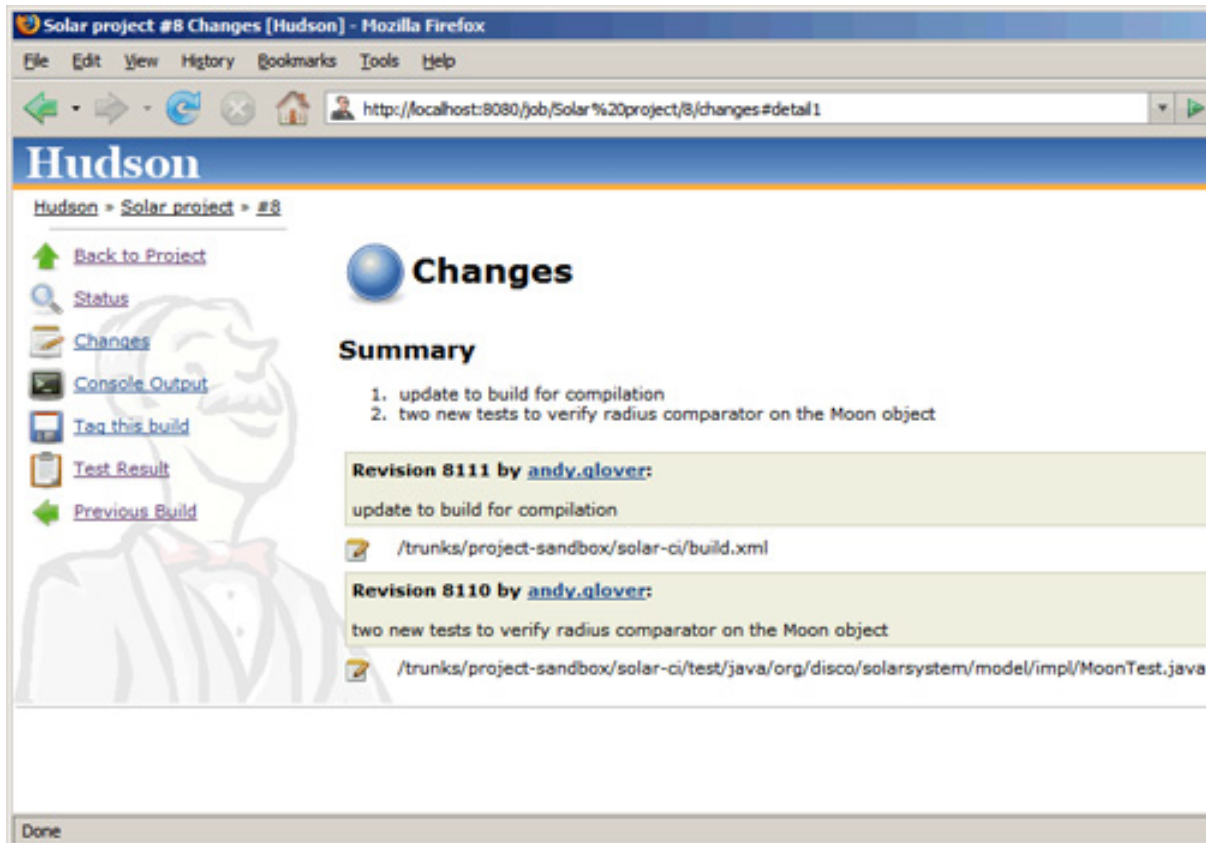 Solar project #8 Changes [Hudson] - Mozilla Firefox
File Edit View History Bookmarks Tools Help
http://localhost:8080/job/Solar%20project/8/changes#detail1
Hudson
Hudson » Solar project » #8
Back to Project
Status
Changes
Console Output
Tag this build
Test Result
Previous Build
Changes
Summary
1. update to build for compilation
2. two new tests to verify radius comparator on the Moon object
Revision 8111 by andy.glover:
update to build for compilation
/trunks/project-sandbox/solar-ci/build.xml
Revision 8110 by andy.glover:
two new tests to verify radius comparator on the Moon object
/trunks/project-sandbox/solar-ci/test/java/org/disco/solarsystem/model/impl/MoonTest.java
Done